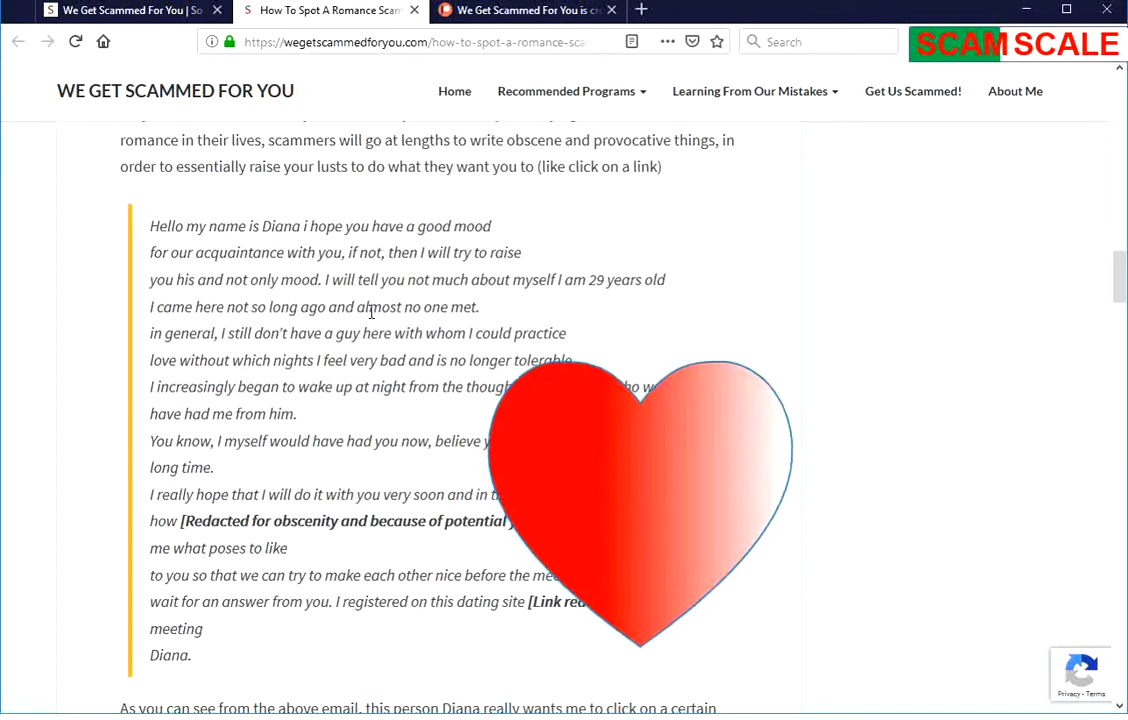 We Get Scammed For You | So
How To Spot A Romance Scam
We Get Scammed For You is cr
https://wegetscammedforyou.com/how-to-spot-a-romance-sca
Search
SCAM SCALE
WE GET SCAMMED FOR YOU
Home
Recommended Programs
Learning From Our Mistakes
Get Us Scammed!
About Me
romance in their lives, scammers will go at lengths to write obscene and provocative things, in
order to essentially raise your lusts to do what they want you to (like click on a link)
Hello my name is Diana i hope you have a good mood
for our acquaintance with you, if not, then I will try to raise
you his and not only mood. I will tell you not much about myself I am 29 years old
I came here not so long ago and almost no one met.
in general, I still don't have a guy here with whom I could practice
love without which nights I feel very bad and is no longer tolerable
I increasingly began to wake up at night from the
have had me from him.
You know, I myself would have had you now, believe
long time.
I really hope that I will do it with you very soon and in
how [Redacted for obscenity and because of potential
me what poses to like
to you so that we can try to make each other nice before the
wait for an answer from you. I registered on this dating site [Link
meeting
Diana.
As you can see from the above email, this person Diana really wants me to click on a certain
Privacy - Terms